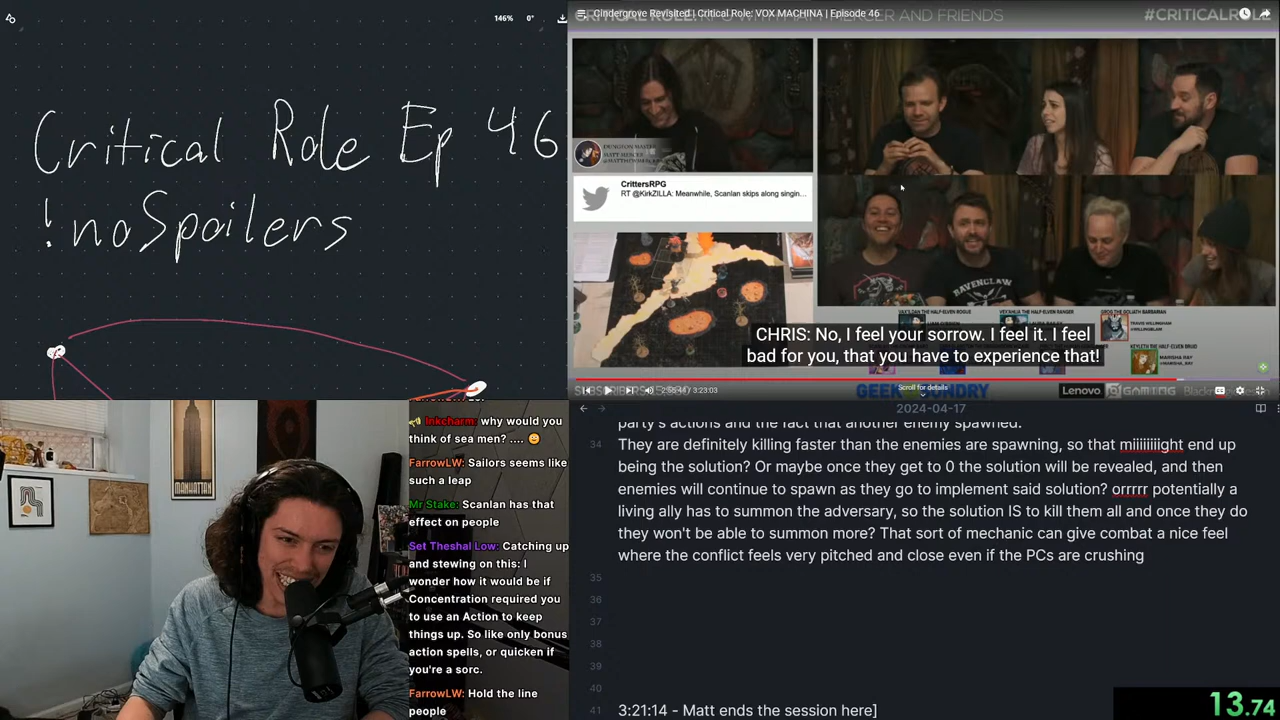 146%
0°
Critical Role Ep 46
!noSpoilers
Cindergrove Revisited | Critical Role: VOX MACHINA | Episode 46
#CRITICALROLE
DUNGEON MASTER
CrittersRPG
RT @KirkZILLA: Meanwhile, Scanlan skips along singin...
RAVENCLAW
CHRIS: No, I feel your sorrow. I feel it. I feel
bad for you, that you have to experience that!
Scroll for details
3:23:03
Lenovo
GAMING
MANHATTAN
Inkcharm: why would you
think of sea men? ....
FarrowLW: Sailors seems like
such a leap
Mr Stake: Scanlan has that
effect on people
Set Theshal Low: Catching up
and stewing on this: I
wonder how it would be if
Concentration required you
to use an Action to keep
things up. So like only bonus
action spells, or quicken if
you're a sorc.
FarrowLW: Hold the line
people
2024-04-17
party's actions and the fact that another enemy spawned.
34 They are definitely killing faster than the enemies are spawning, so that miiiiiiiight end up
being the solution? Or maybe once they get to 0 the solution will be revealed, and then
enemies will continue to spawn as they go to implement said solution? orrrrr potentially a
living ally has to summon the adversary, so the solution IS to kill them all and once they do
they won't be able to summon more? That sort of mechanic can give combat a nice feel
where the conflict feels very pitched and close even if the PCs are crushing
35
36
37
38
39
40
41 3:21:14 - Matt ends the session here]
13.74